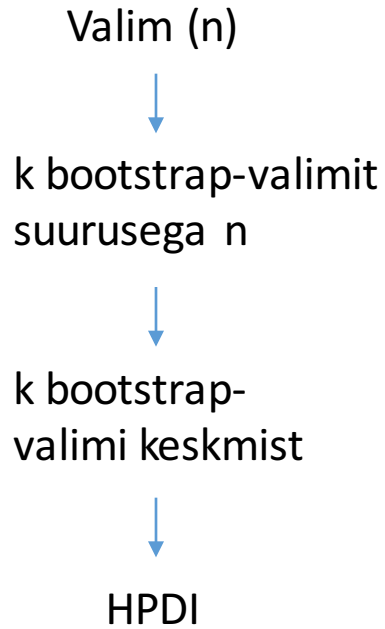 Valim (n)
k bootstrap-valimit
suurusega n
k bootstrap-
valimi keskmist
HPDI